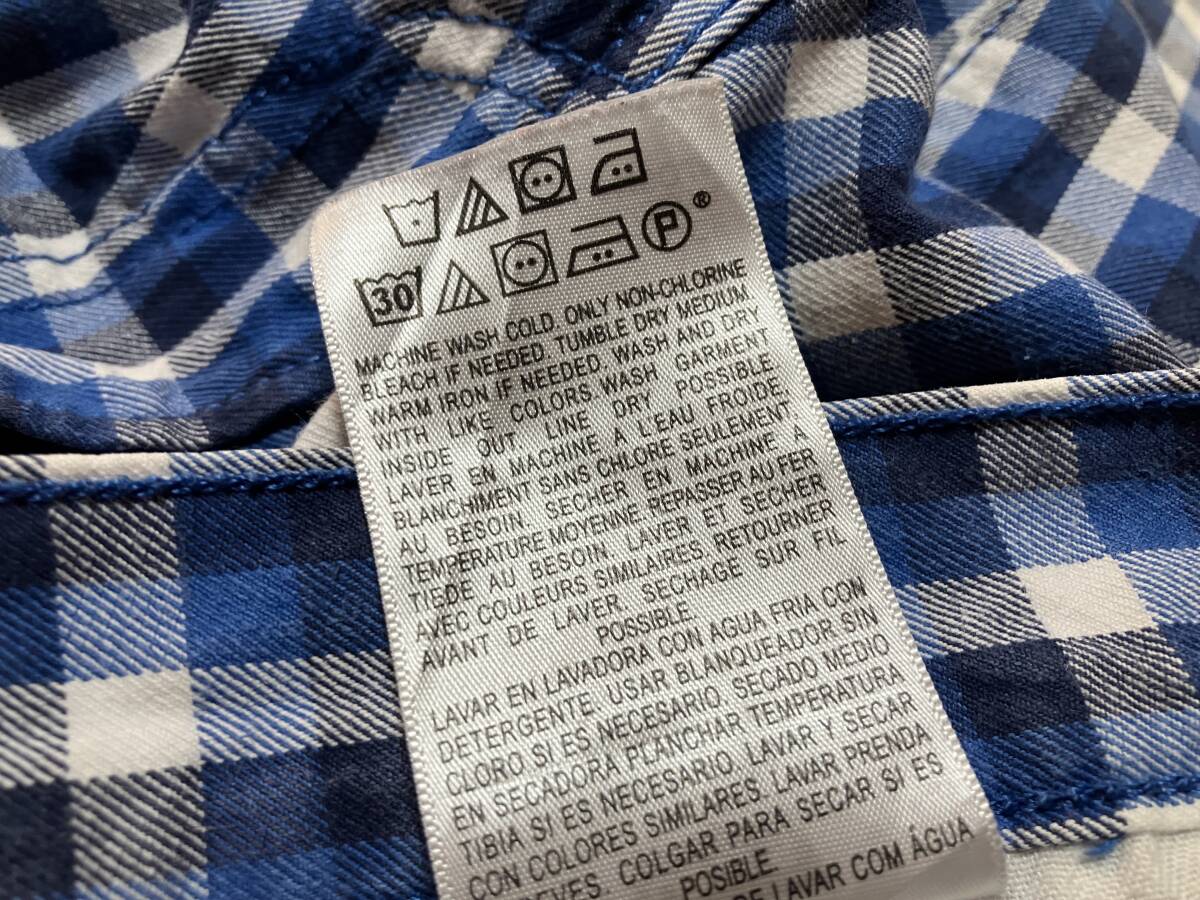 ®
30 P
MACHINE WASH COLD. ONLY NON-CHLORINE
BLEACH IF NEEDED. TUMBLE DRY MEDIUM.
WARM IRON IF NEEDED. WASH AND DRY
WITH LIKE COLORS. WASH GARMENT
INSIDE OUT LINE DRY POSSIBLE
LAVER EN MACHINE A L'EAU FROIDE.
BLANCHIMENT SANS CHLORE SEULEMENT
AU BESOIN. SECHER EN MACHINE A
TEMPERATURE MOYENNE. REPASSER AU FER
TIEDE AU BESOIN. LAVER ET SECHER
AVEC COULEURS SIMILAIRES. RETOURNER
AVANT DE LAVER. SECHAGE SUR FIL
POSSIBLE.
LAVAR EN LAVADORA CON AGUA FRIA CON
DETERGENTE. USAR BLANQUEADOR SIN
CLORO SI ES NECESARIO. SECADO MEDIO
EN SECADORA PLANCHAR TEMPERATURA
TIBIA SI ES NECESARIO. LAVAR Y SECAR
CON COLORES SIMILARES. LAVAR PRENDA
REVES. COLGAR PARA SECAR SI ES
POSIBLE.
LAVAR COM ÁGUA